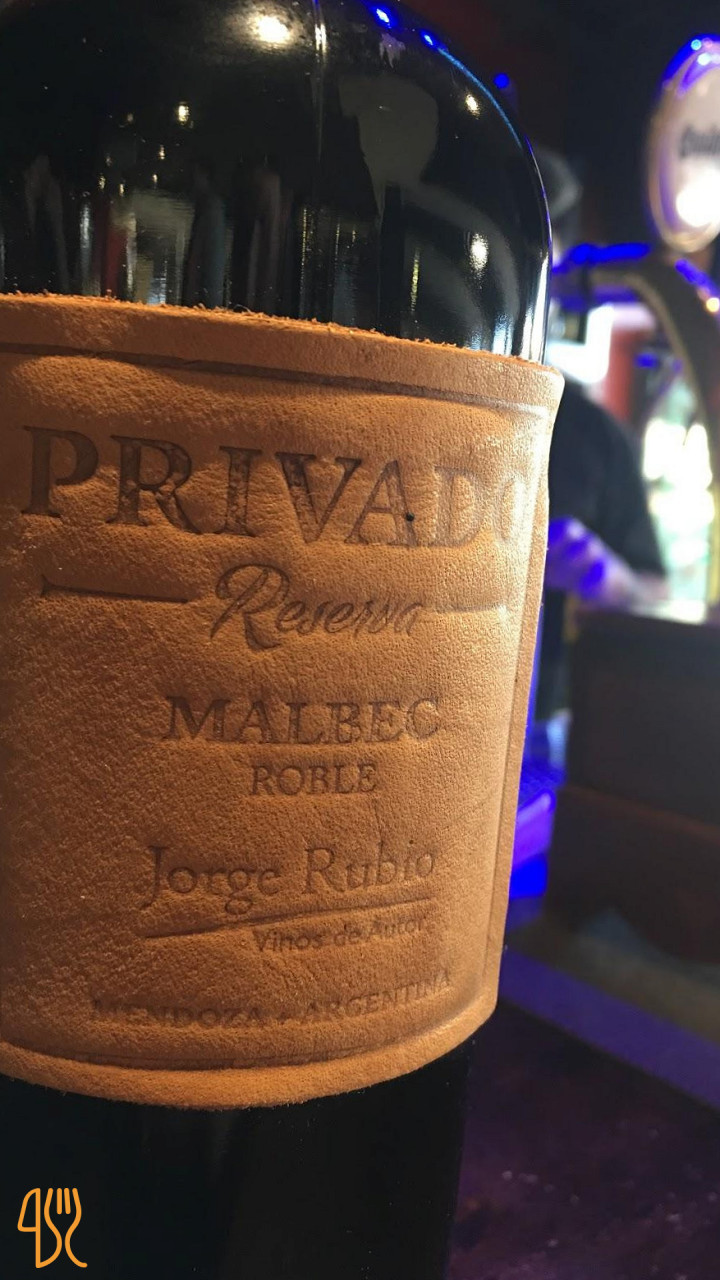 PRIVADO
Reserva
MALBEC
ROBLE
Jorge Rubio
Vinos de Autor
MENDOZA • ARGENTINA